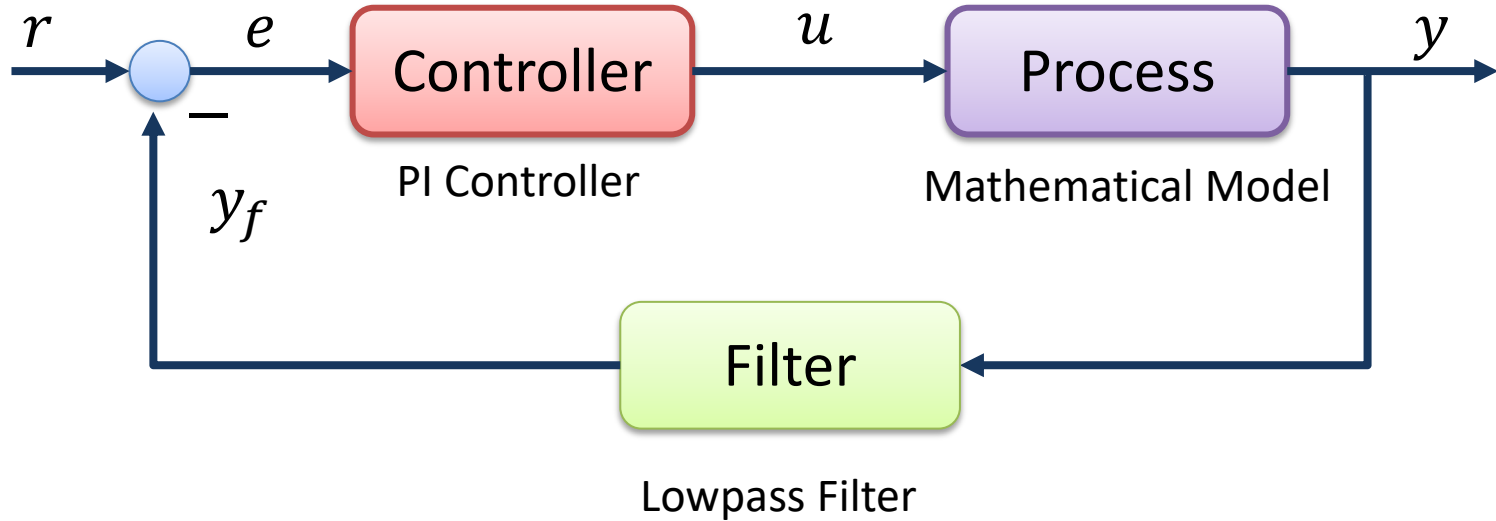 r
e
Controller
u
Process
y
−
PI Controller
Mathematical Model
y_f
Filter
Lowpass Filter